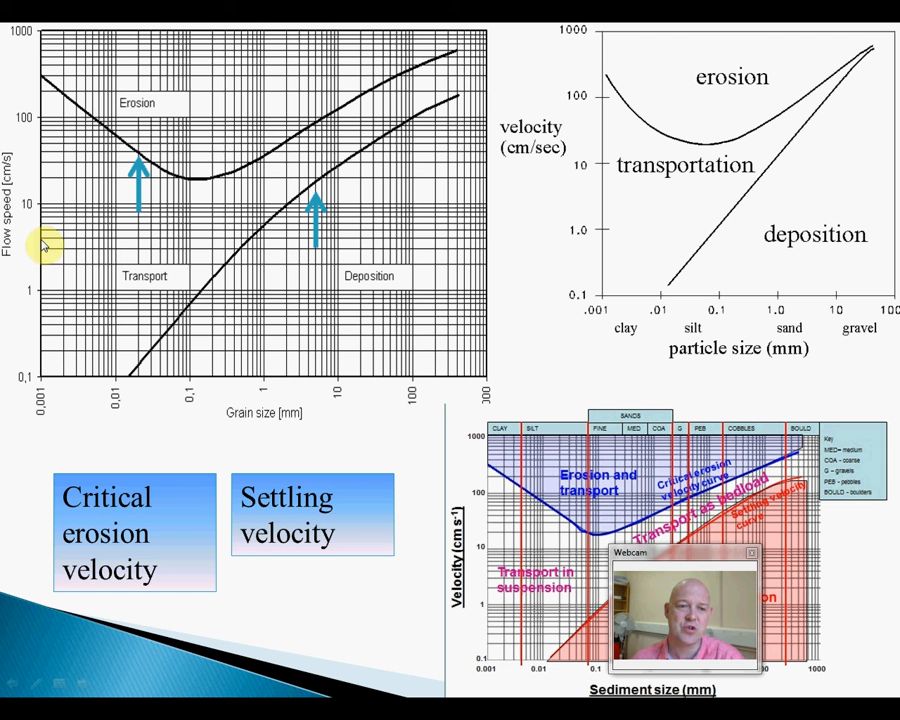 1000
100
10
1
0,1
Flow speed [cm/s]
Erosion
Transport
Deposition
0,001
0,01
0,1
1
10
100
000
Grain size [mm]
1000
100
10
1.0
0.1
velocity
(cm/sec)
erosion
transportation
deposition
.001
.01
0.1
1.0
10
100
clay
silt
sand
gravel
particle size (mm)
Critical
erosion
velocity
Settling
velocity
SANDS
CLAY
SILT
FINE
MED
COA
G
PEB
COBBLES
BOULD
Key
MED= medium
COA = coarse
G = gravels
PEB = pebbles
BOULD = boulders
1000
100
10
1
0.1
Velocity (cm s-1)
Erosion and
transport
Critical erosion
velocity curve
Transport as bedload
Settling velocity
curve
Transport in
suspension
on
Webcam
0.001
0.01
0.1
1000
Sediment size (mm)